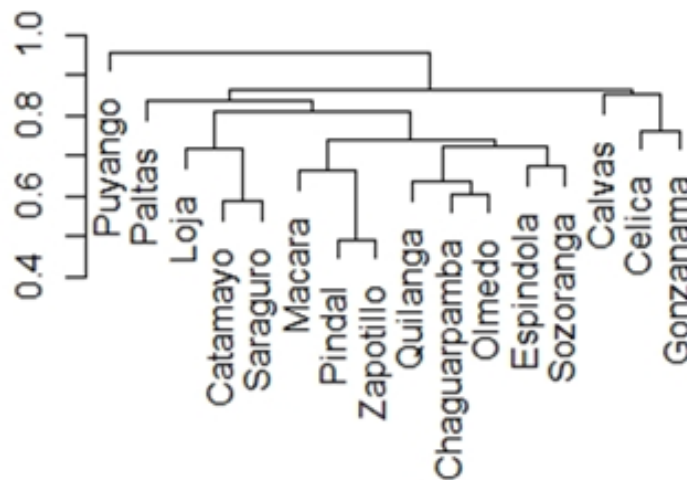 1.0
0.8
0.6
0.4
Puyango
Paltas
Loja
Catamayo
Saraguro
Macara
Pindal
Zapotillo
Quilanga
Chaguarpamba
Olmedo
Espindola
Sozoranga
Calvas
Celica
Gonzanama